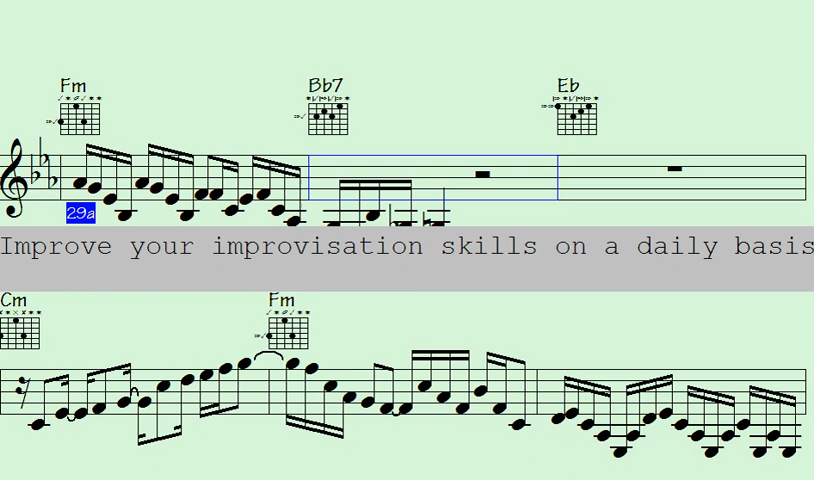 Fm Bb7 Eb
29a
Improve your improvisation skills on a daily basis
Cm Fm